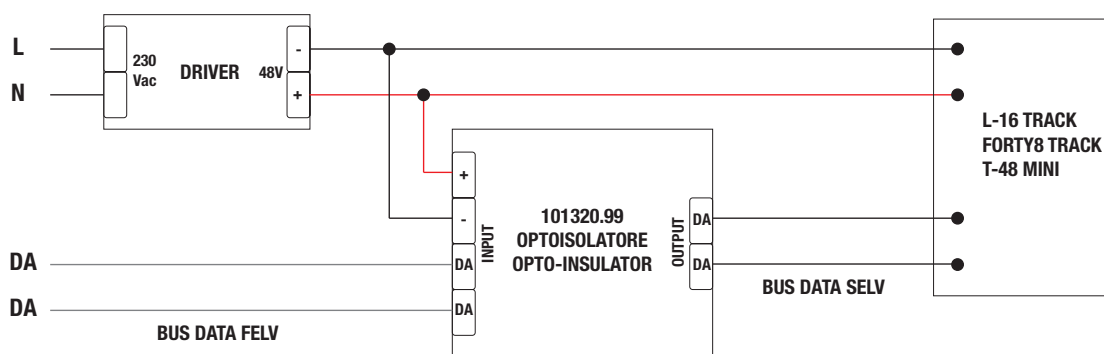 L
N
230
Vac
DRIVER
48V
-
+
L-16 TRACK
FORTY8 TRACK
T-48 MINI
+
-
DA
DA
INPUT
101320.99
OPTOISOLATORE
OPTO-INSULATOR
OUTPUT
DA
DA
DA
DA
BUS DATA FELV
BUS DATA SELV